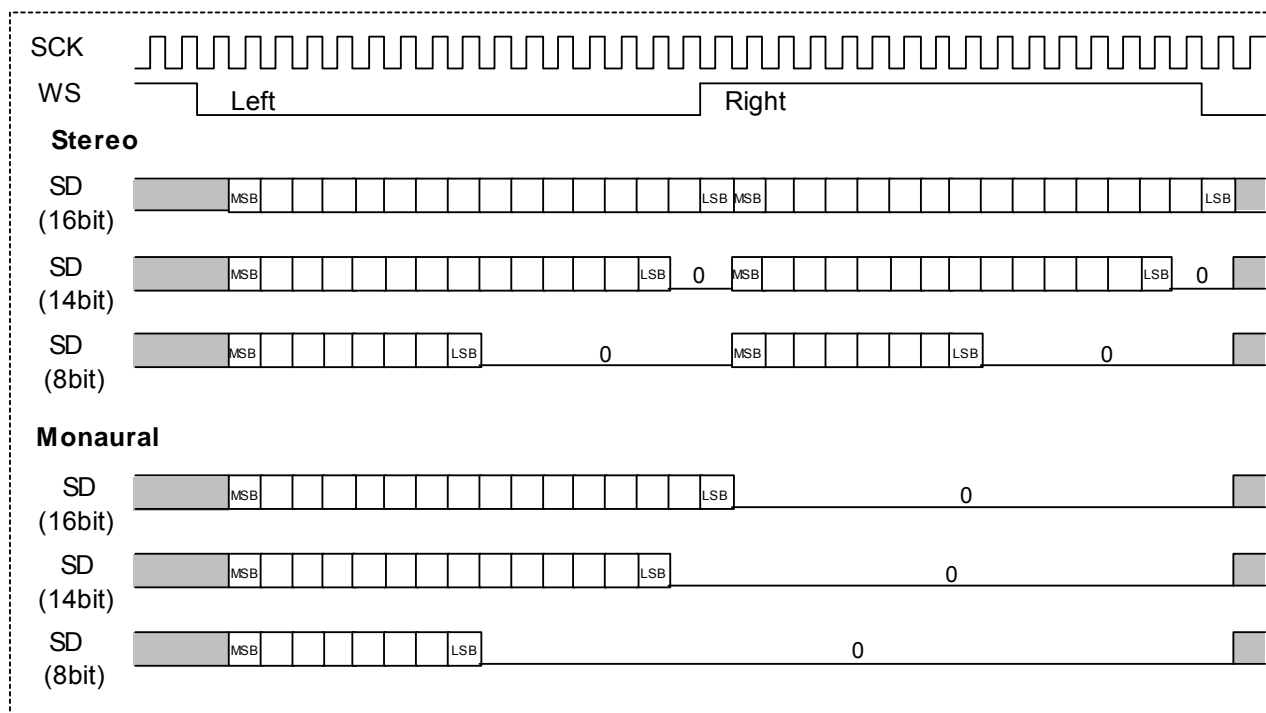 SCK
WS Left Right
Stereo
SD MSB LSB MSB LSB
(16bit)
SD MSB LSB 0 MSB LSB 0
(14bit)
SD MSB LSB 0 MSB LSB 0
(8bit)
Monaural
SD MSB LSB 0
(16bit)
SD MSB LSB 0
(14bit)
SD MSB LSB 0
(8bit)